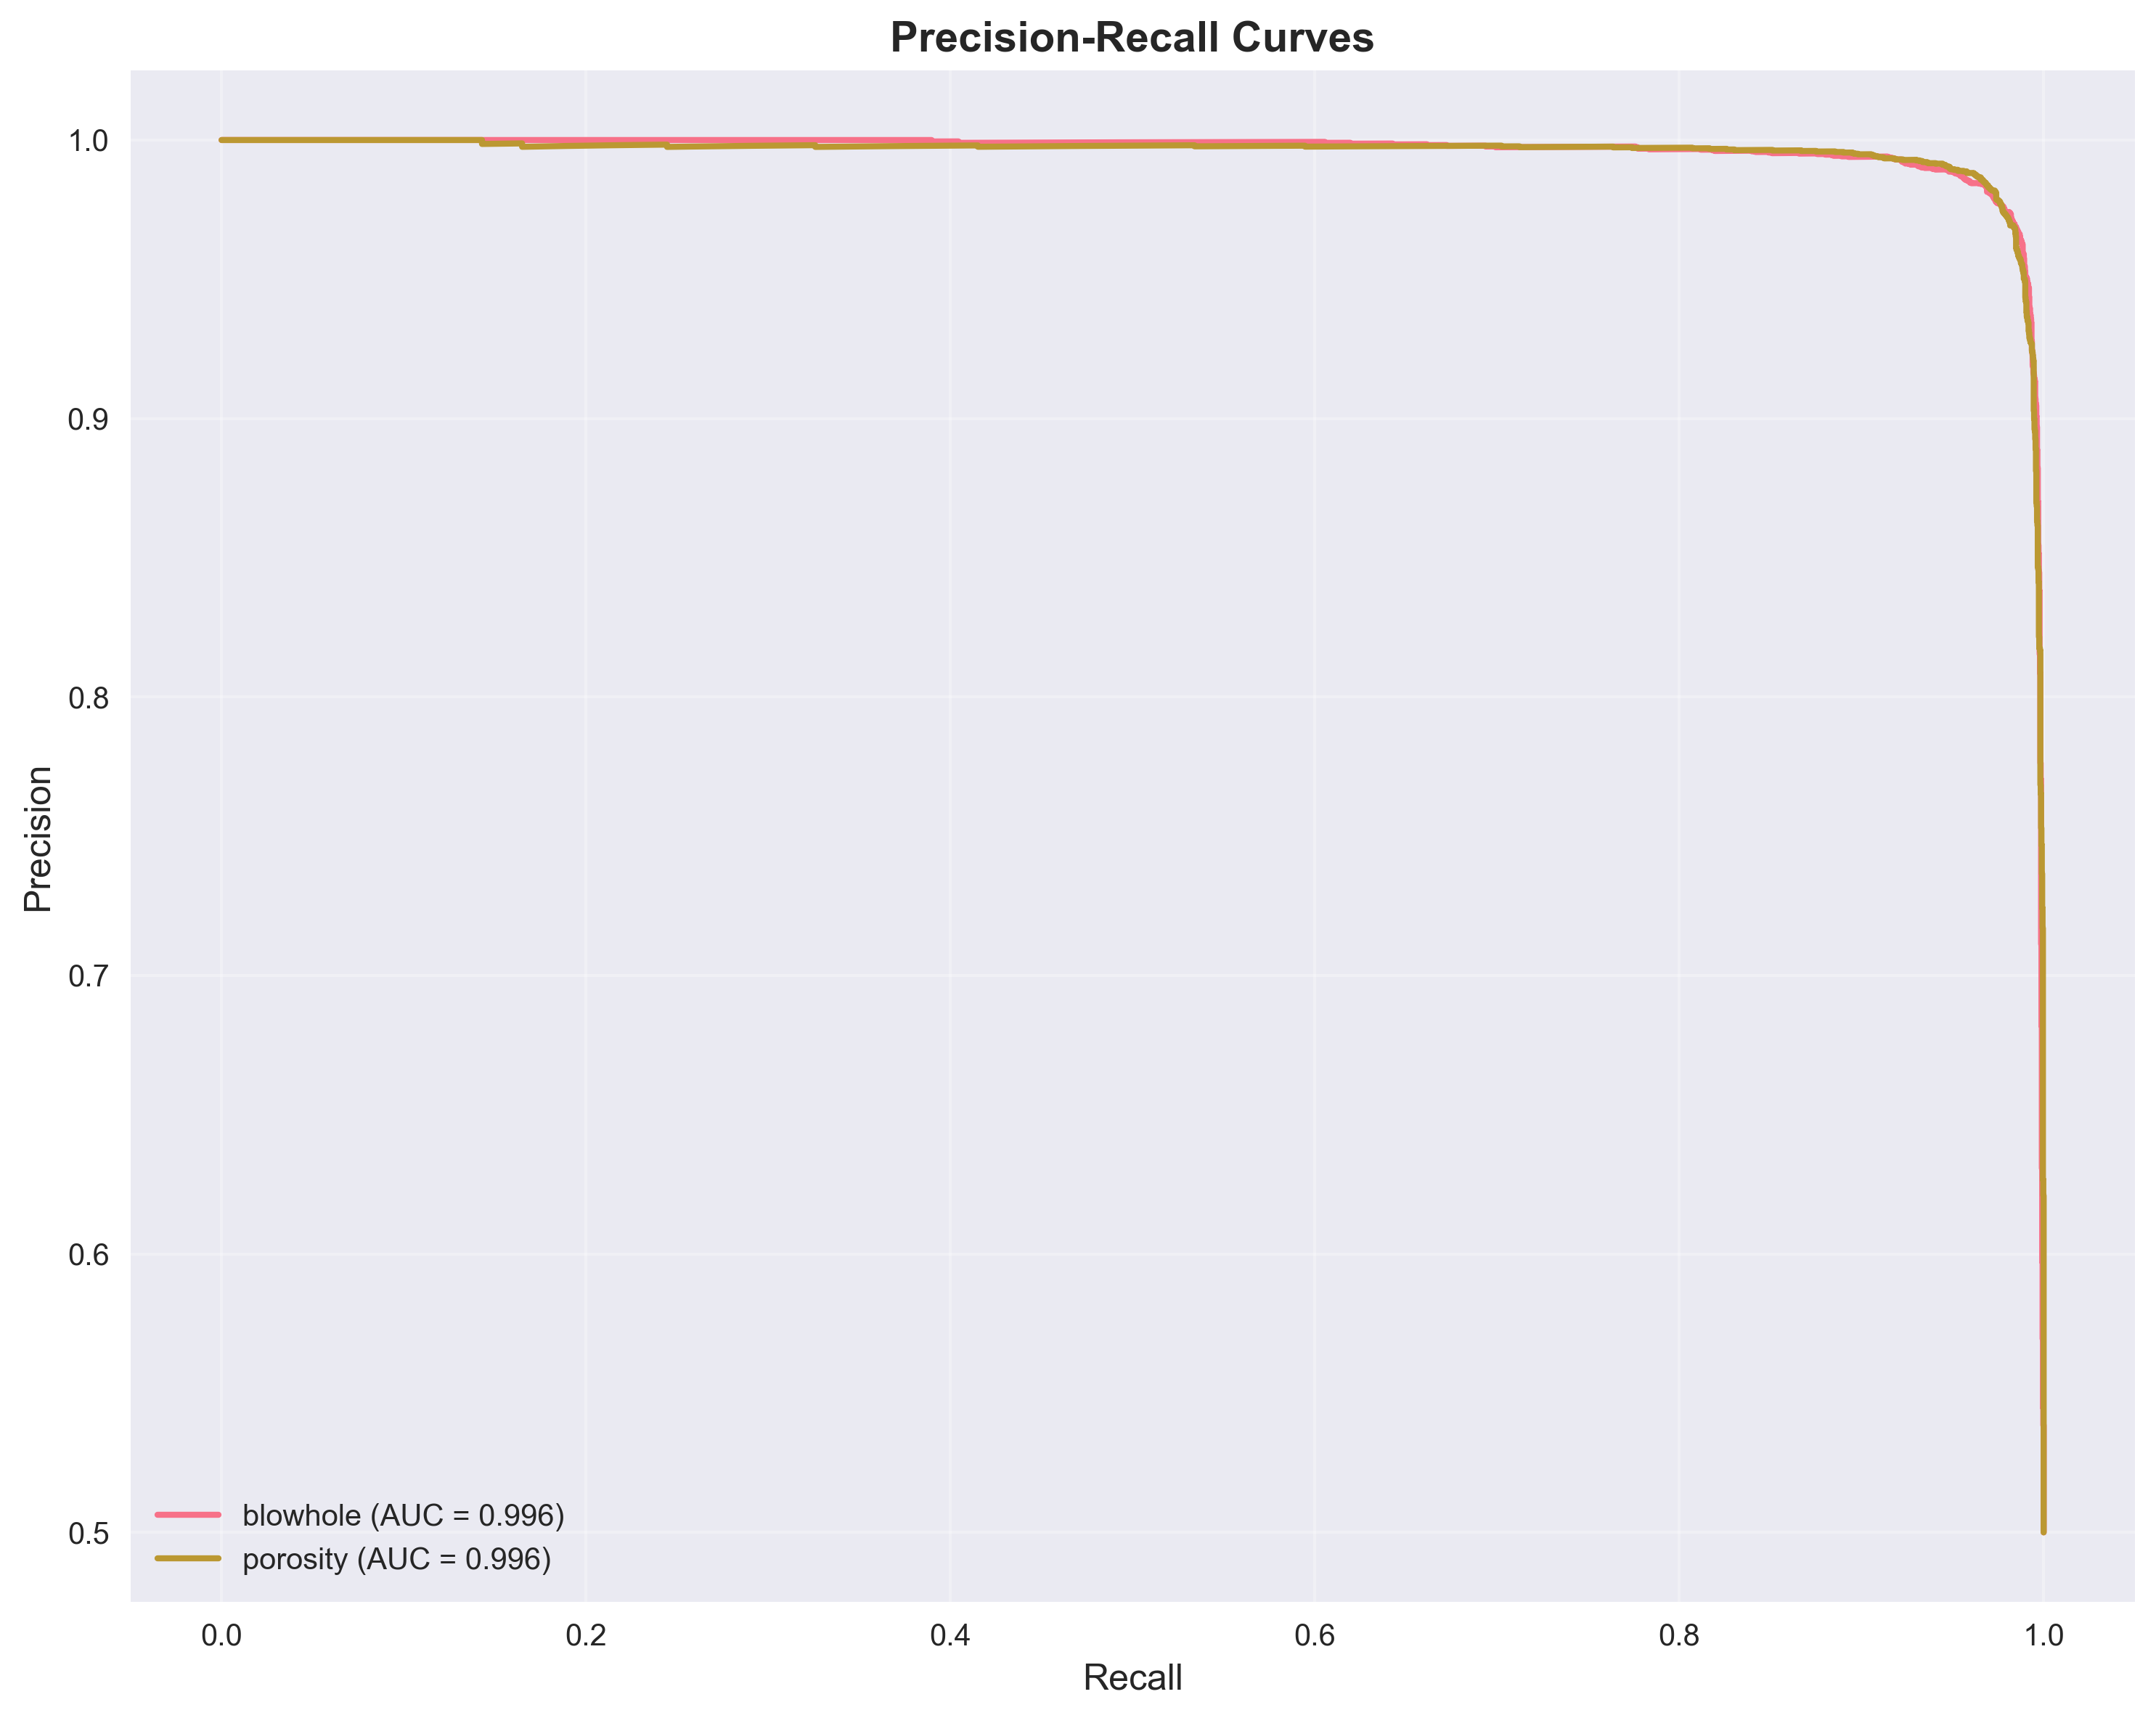 Precision-Recall Curves
1.0
0.9
0.8
0.7
0.6
0.5
Precision
blowhole (AUC = 0.996)
porosity (AUC = 0.996)
0.0 0.2 0.4 0.6 0.8 1.0
Recall